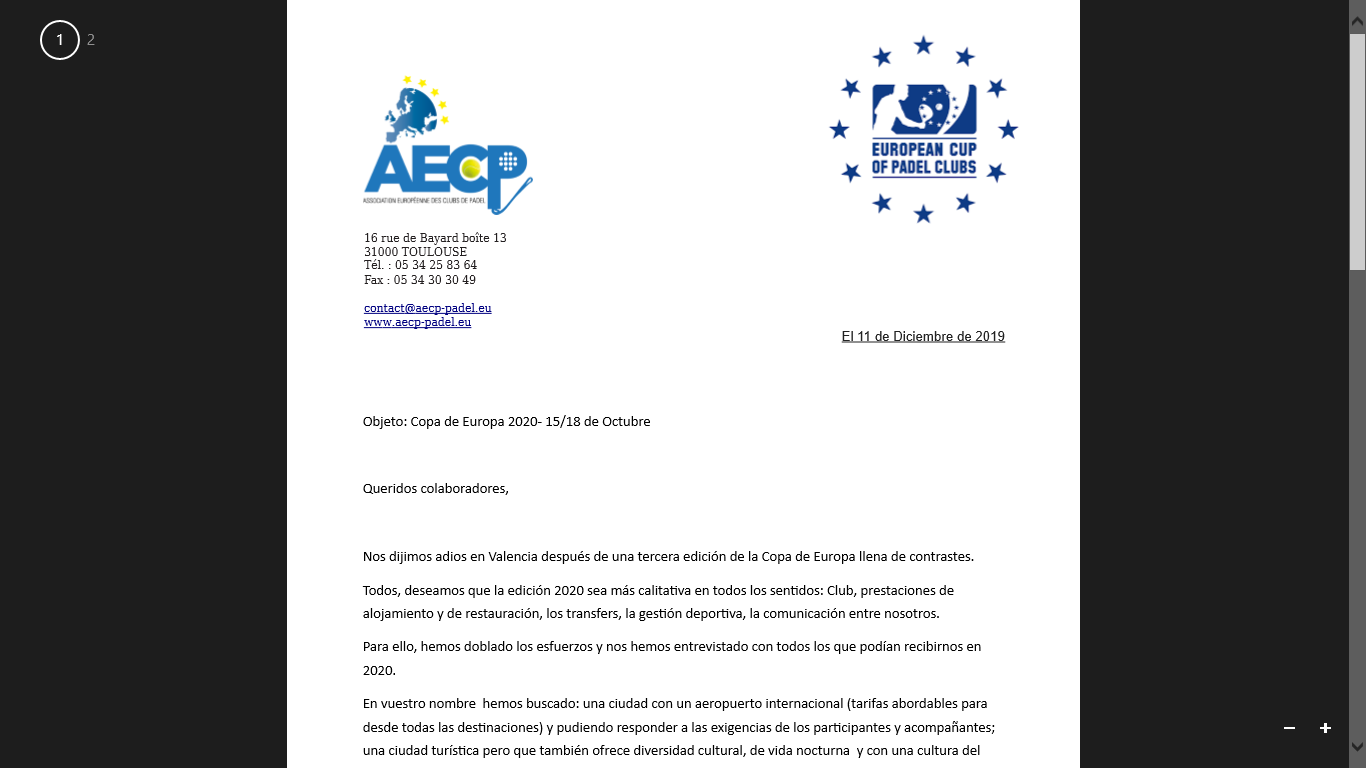 1 2
AECP
ASSOCIATION EUROPÉENNE DES CLUBS DE PADEL
EUROPEAN CUP
OF PADEL CLUBS
16 rue de Bayard boîte 13
31000 TOULOUSE
Tél. : 05 34 25 83 64
Fax : 05 34 30 30 49
contact@aecp-padel.eu
www.aecp-padel.eu
El 11 de Diciembre de 2019
Objeto: Copa de Europa 2020- 15/18 de Octubre
Queridos colaboradores,
Nos dijimos adios en Valencia después de una tercera edición de la Copa de Europa llena de contrastes.
Todos, deseamos que la edición 2020 sea más calitativa en todos los sentidos: Club, prestaciones de
alojamiento y de restauración, los transfers, la gestión deportiva, la comunicación entre nosotros.
Para ello, hemos doblado los esfuerzos y nos hemos entrevistado con todos los que podían recibirnos en
2020.
En vuestro nombre  hemos buscado: una ciudad con un aeropuerto internacional (tarifas abordables para
desde todas las destinaciones) y pudiendo responder a las exigencias de los participantes y acompañantes;
una ciudad turística pero que también ofrece diversidad cultural, de vida nocturna  y con una cultura del